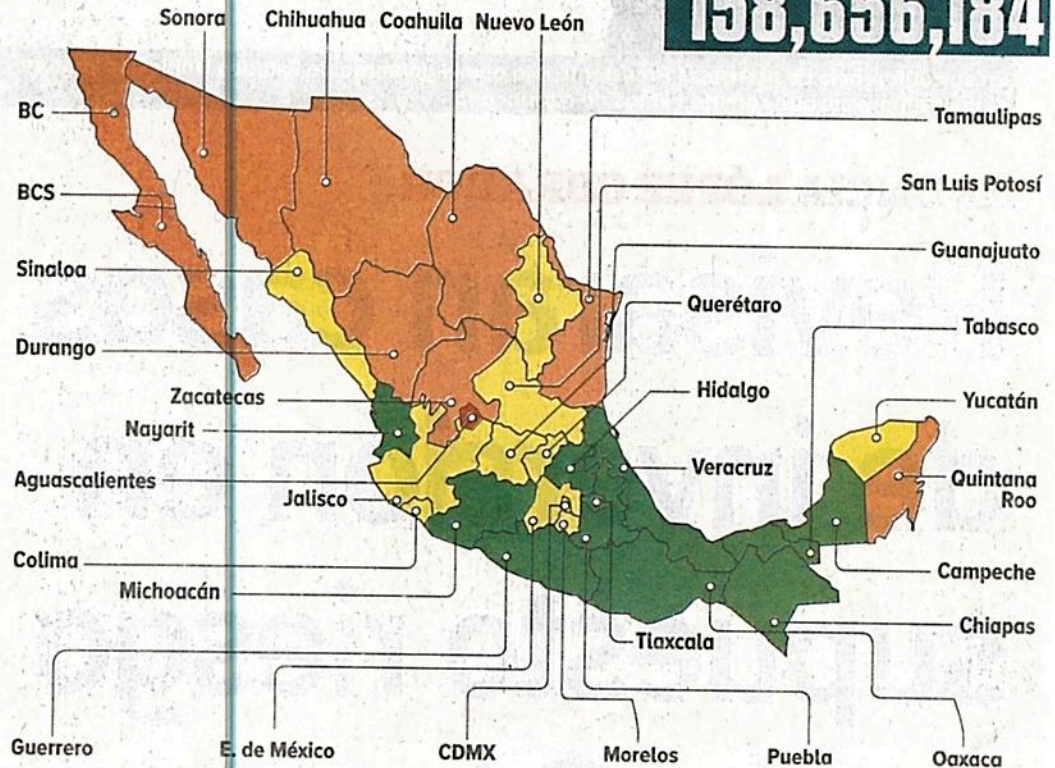 Sonora Chihuahua Coahuila Nuevo León
158,656,184
BC
BCS
Sinaloa
Durango
Zacatecas
Nayarit
Aguascalientes
Jalisco
Colima
Michoacán
Guerrero
E. de México
CDMX
Morelos
Puebla
Oaxaca
Tlaxcala
Chiapas
Campeche
Quintana
Roo
Veracruz
Yucatán
Hidalgo
Tabasco
Querétaro
Guanajuato
San Luis Potosí
Tamaulipas